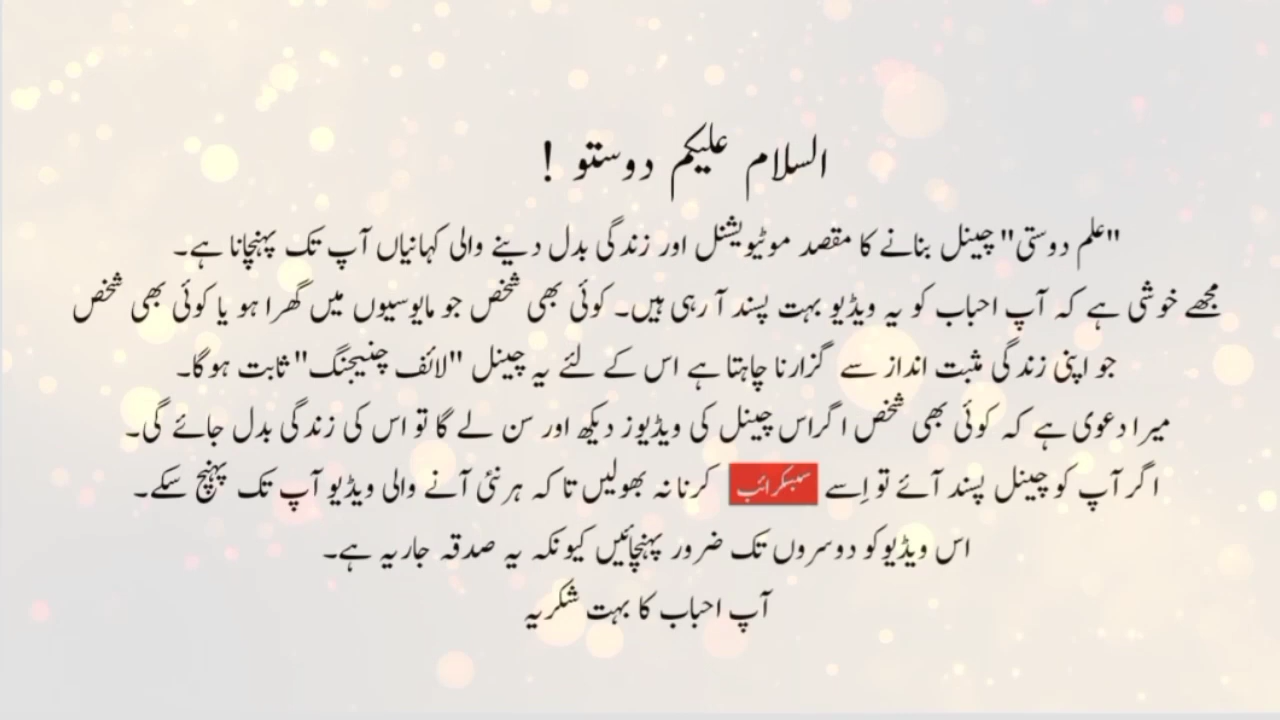 السلام علیکم دوستو !
"علم دوستی" چینل بنانے کا مقصد موٹیویشنل اور زندگی بدل دینے والی کہانیاں آپ تک پہنچانا ہے۔
مجھے خوشی ہے کہ آپ احباب کو یہ ویڈیو بہت پسند آ رہی ہیں۔ کوئی بھی شخص جو مایوسیوں میں گھرا ہو یا کوئی بھی شخص
جو اپنی زندگی مثبت انداز سے گزارنا چاہتا ہے اس کے لئے یہ چینل "لائف چنیجنگ" ثابت ہوگا۔
میرا دعوی ہے کہ کوئی بھی شخص اگر اس چینل کی ویڈیوز دیکھ اور سن لے گا تو اس کی زندگی بدل جائے گی۔
اگر آپ کو چینل پسند آئے تو اِسے سبسکرائب کرنا نہ بھولیں تا کہ ہر نئی آنے والی ویڈیو آپ تک پہنچ سکے۔
اس ویڈیو کو دوسروں تک ضرور پہنچائیں کیونکہ یہ صدقہ جاریہ ہے۔
آپ احباب کا بہت شکریہ